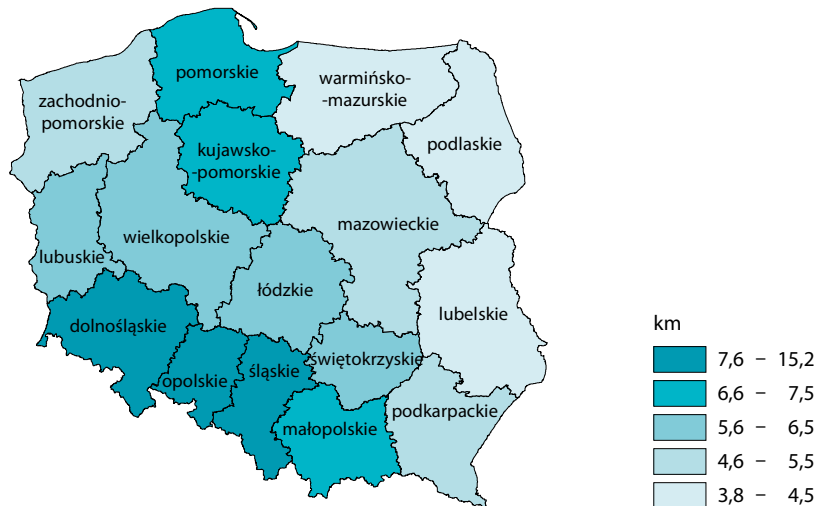 pomorskie
warmińsko-
-mazurskie
zachodnio-
pomorskie
podlaskie
kujawsko-
-pomorskie
mazowieckie
wielkopolskie
lubuskie
łódzkie
lubelskie
dolnośląskie
świętokrzyskie
śląskie
opolskie
podkarpackie
małopolskie
km
7,6 – 15,2
6,6 – 7,5
5,6 – 6,5
4,6 – 5,5
3,8 – 4,5